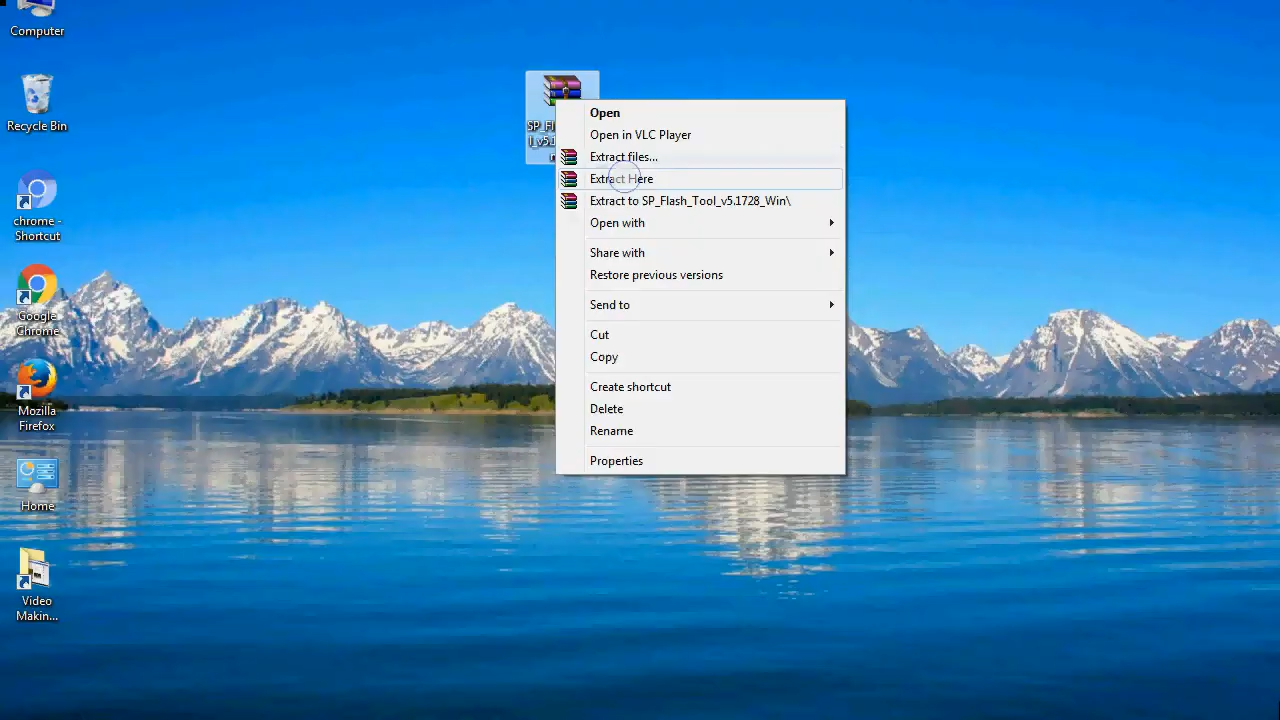 Computer
Recycle Bin
chrome -
Shortcut
Google
Chrome
Mozilla
Firefox
Home
Video
Makin...
SP_Fl
l_v5.1
Open
Open in VLC Player
Extract files...
Extract Here
Extract to SP_Flash_Tool_v5.1728_Win\
Open with
Share with
Restore previous versions
Send to
Cut
Copy
Create shortcut
Delete
Rename
Properties